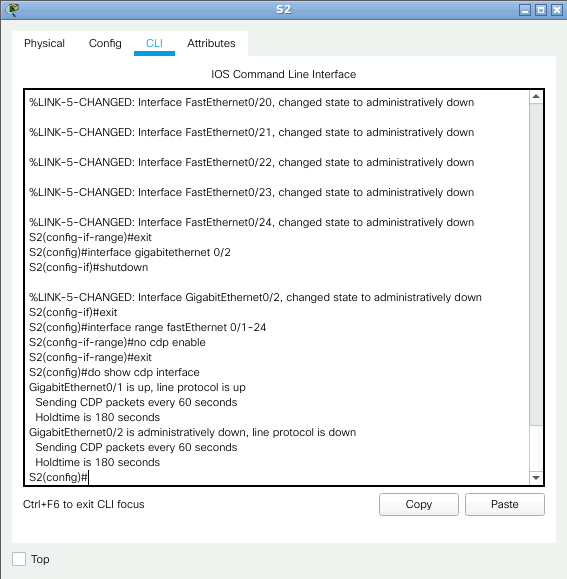 S2
Physical Config CLI Attributes
IOS Command Line Interface
%LINK-5-CHANGED: Interface FastEthernet0/20, changed state to administratively down
%LINK-5-CHANGED: Interface FastEthernet0/21, changed state to administratively down
%LINK-5-CHANGED: Interface FastEthernet0/22, changed state to administratively down
%LINK-5-CHANGED: Interface FastEthernet0/23, changed state to administratively down
%LINK-5-CHANGED: Interface FastEthernet0/24, changed state to administratively down
S2(config-if-range)#exit
S2(config)#interface gigabitethernet 0/2
S2(config-if)#shutdown
%LINK-5-CHANGED: Interface GigabitEthernet0/2, changed state to administratively down
S2(config-if)#exit
S2(config)#interface range fastEthernet 0/1-24
S2(config-if-range)#no cdp enable
S2(config-if-range)#exit
S2(config)#do show cdp interface
GigabitEthernet0/1 is up, line protocol is up
Sending CDP packets every 60 seconds
Holdtime is 180 seconds
GigabitEthernet0/2 is administratively down, line protocol is down
Sending CDP packets every 60 seconds
Holdtime is 180 seconds
S2(config)#
Ctrl+F6 to exit CLI focus
Copy Paste
Top